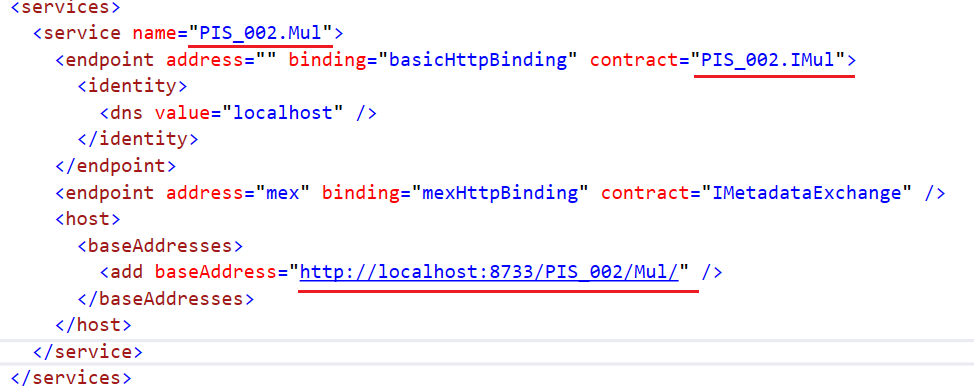 <services>
<service name="PIS_002.Mul">
<endpoint address="" binding="basicHttpBinding" contract="PIS_002.IMul">
<identity>
<dns value="localhost" />
</identity>
</endpoint>
<endpoint address="mex" binding="mexHttpBinding" contract="IMetadataExchange" />
<host>
<baseAddresses>
<add baseAddress="http://localhost:8733/PIS_002/Mul/" />
</baseAddresses>
</host>
</service>
</services>